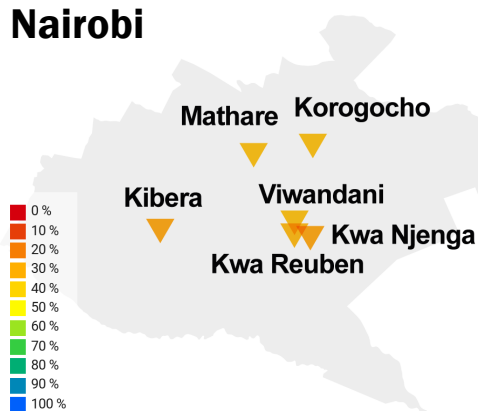 Nairobi
Mathare
Korogocho
Kibera
Viwandani
Kwa Njenga
Kwa Reuben
0 %
10 %
20 %
30 %
40 %
50 %
60 %
70 %
80 %
90 %
100 %